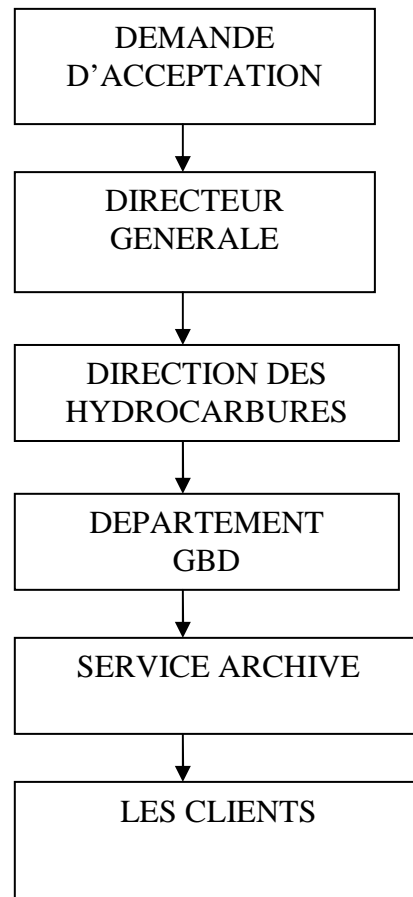 DEMANDE
D'ACCEPTATION
DIRECTEUR
GENERALE
DIRECTION DES
HYDROCARBURES
DEPARTEMENT
GBD
SERVICE ARCHIVE
LES CLIENTS